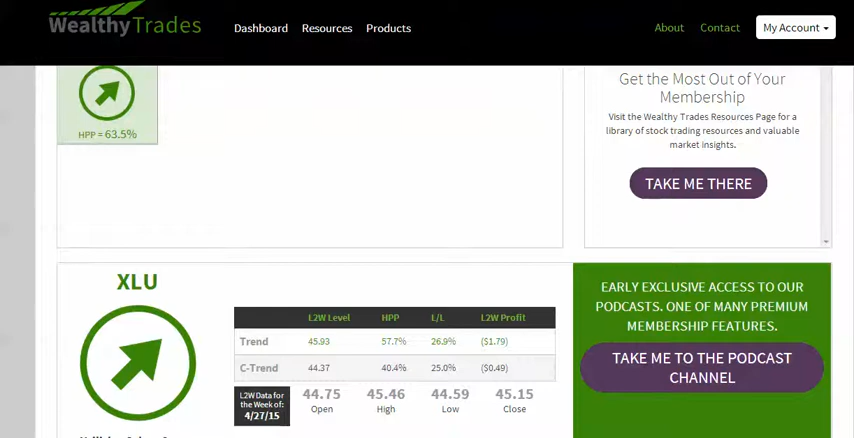 WealthyTrades
Dashboard Resources Products
About Contact My Account
HPP = 63.5%
Get the Most Out of Your
Membership
Visit the Wealthy Trades Resources Page for a
library of stock trading resources and valuable
market insights.
TAKE ME THERE
XLU
L2W Level HPP L/L L2W Profit
Trend 45.93 57.7% 26.9% ($1.79)
C-Trend 44.37 40.4% 25.0% ($0.49)
L2W Data for
the Week of:
4/27/15
44.75 45.46 44.59 45.15
Open High Low Close
EARLY EXCLUSIVE ACCESS TO OUR
PODCASTS. ONE OF MANY PREMIUM
MEMBERSHIP FEATURES.
TAKE ME TO THE PODCAST
CHANNEL